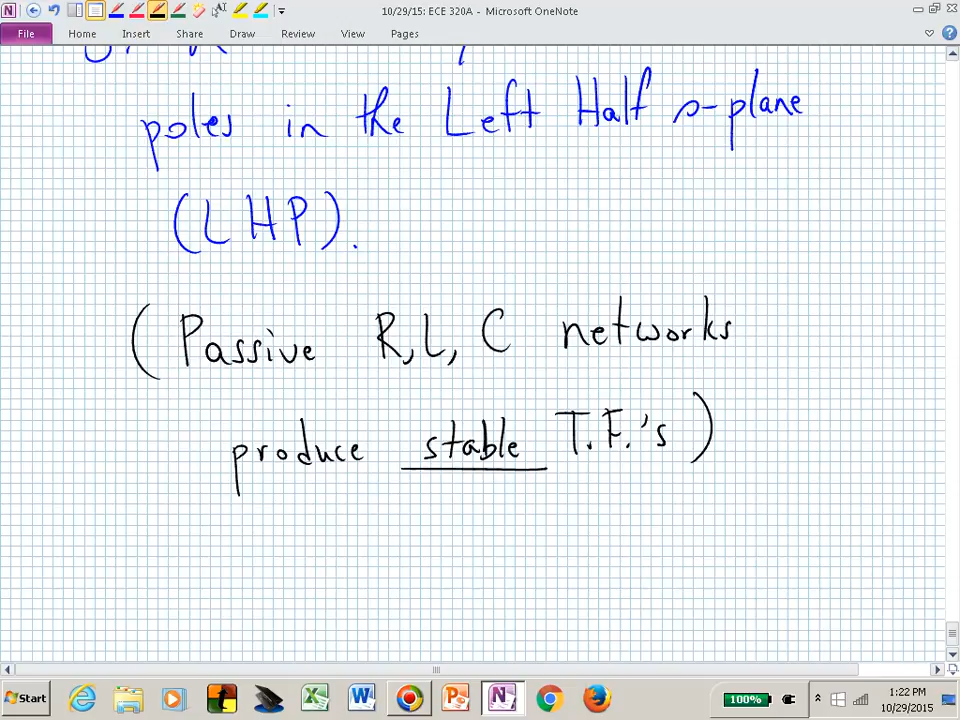 10/29/15: ECE 320A - Microsoft OneNote
File Home Insert Share Draw Review View Pages
poles in the Left Half s-plane
(LHP).
(Passive R, L, C networks
produce stable T.F.'s)
Start
100%
1:22 PM
10/29/2015